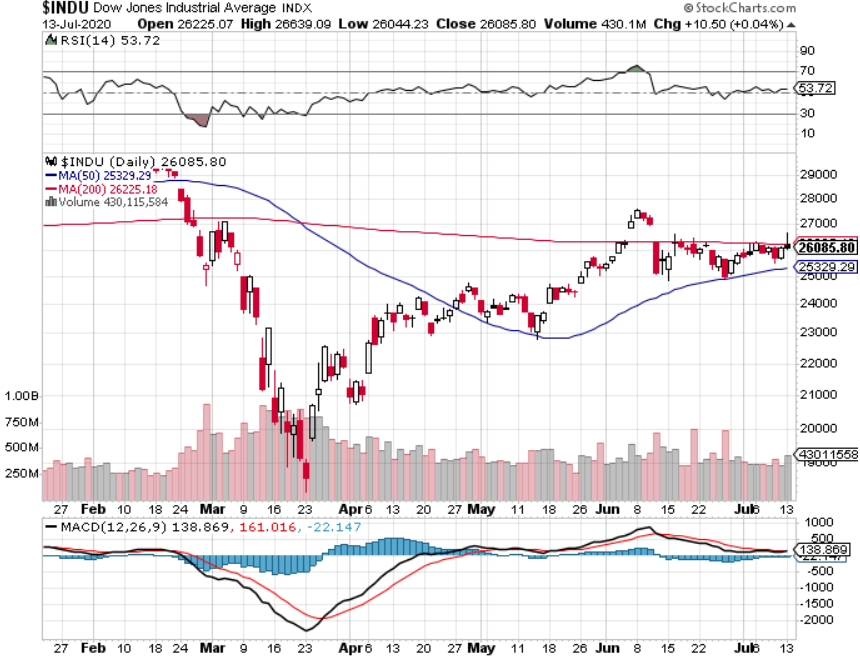 $INDU Dow Jones Industrial Average INDX © StockCharts.com
13-Jul-2020 Open 26225.07 High 26639.09 Low 26044.23 Close 26085.80 Volume 430.1M Chg +10.50 (+0.04%)
RSI(14) 53.72
90
70
53.72
30
10
$INDU (Daily) 26085.80
MA(50) 25329.29
MA(200) 26225.18
Volume 430,115,584
29000
28000
27000
26085.80
25329.29
25000
24000
23000
22000
21000
20000
19000
43011558
1.00B
750M
500M
250M
27 Feb 10 18 24 Mar 9 16 23 Apr 6 13 20 27 May 11 18 26 Jun 8 15 22 Jul 6 13
MACD(12,26,9) 138.869, 161.016, -22.147
1000
500
138.869
-500
-1000
-1500
-2000
27 Feb 10 18 24 Mar 9 16 23 Apr 6 13 20 27 May 11 18 26 Jun 8 15 22 Jul 6 13